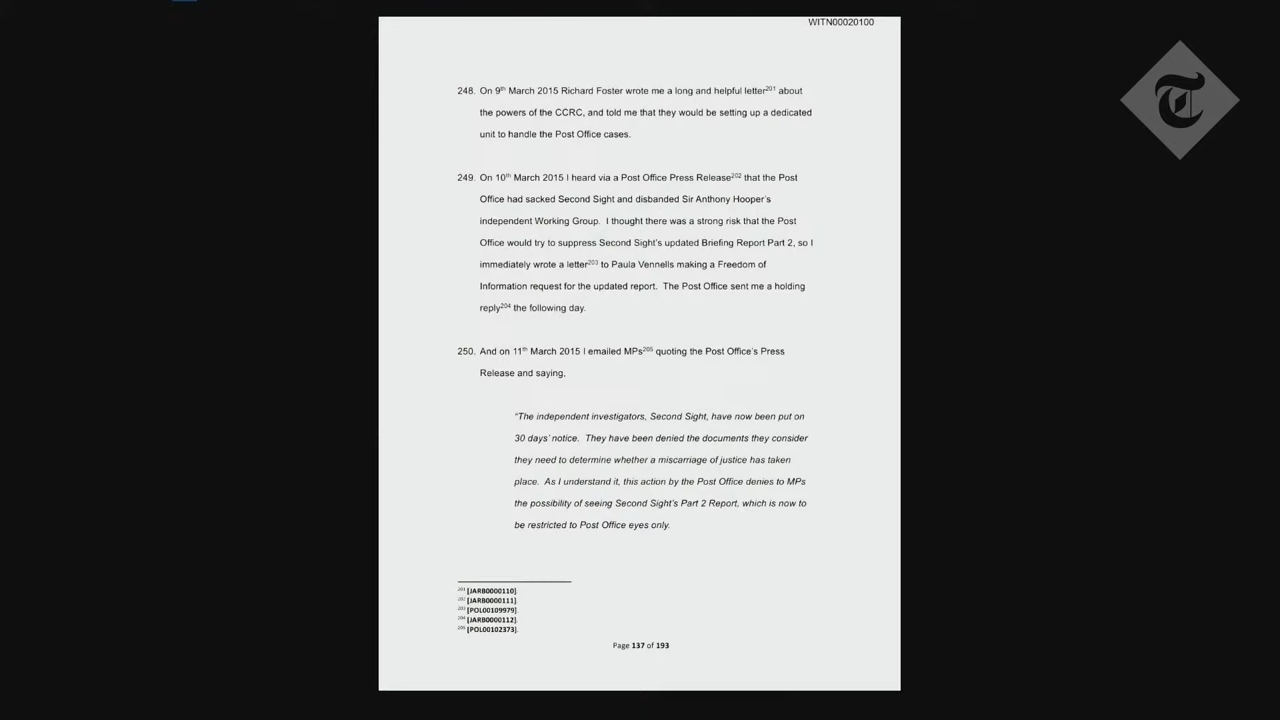 WITN00020100
248. On 9th March 2015 Richard Foster wrote me a long and helpful letter201 about
the powers of the CCRC, and told me that they would be setting up a dedicated
unit to handle the Post Office cases.
249. On 10th March 2015 I heard via a Post Office Press Release202 that the Post
Office had sacked Second Sight and disbanded Sir Anthony Hooper's
independent Working Group. I thought there was a strong risk that the Post
Office would try to suppress Second Sight's updated Briefing Report Part 2, so I
immediately wrote a letter203 to Paula Vennells making a Freedom of
Information request for the updated report. The Post Office sent me a holding
reply204 the following day.
250. And on 11th March 2015 I emailed MPs205 quoting the Post Office's Press
Release and saying,
"The independent investigators, Second Sight, have now been put on
30 days' notice. They have been denied the documents they consider
they need to determine whether a miscarriage of justice has taken
place. As I understand it, this action by the Post Office denies to MPs
the possibility of seeing Second Sight's Part 2 Report, which is now to
be restricted to Post Office eyes only.
201 [JARB0000110].
202 [JARB0000111].
203 [POL00109979].
204 [JARB0000112].
205 [POL00102373].
Page 137 of 193
T